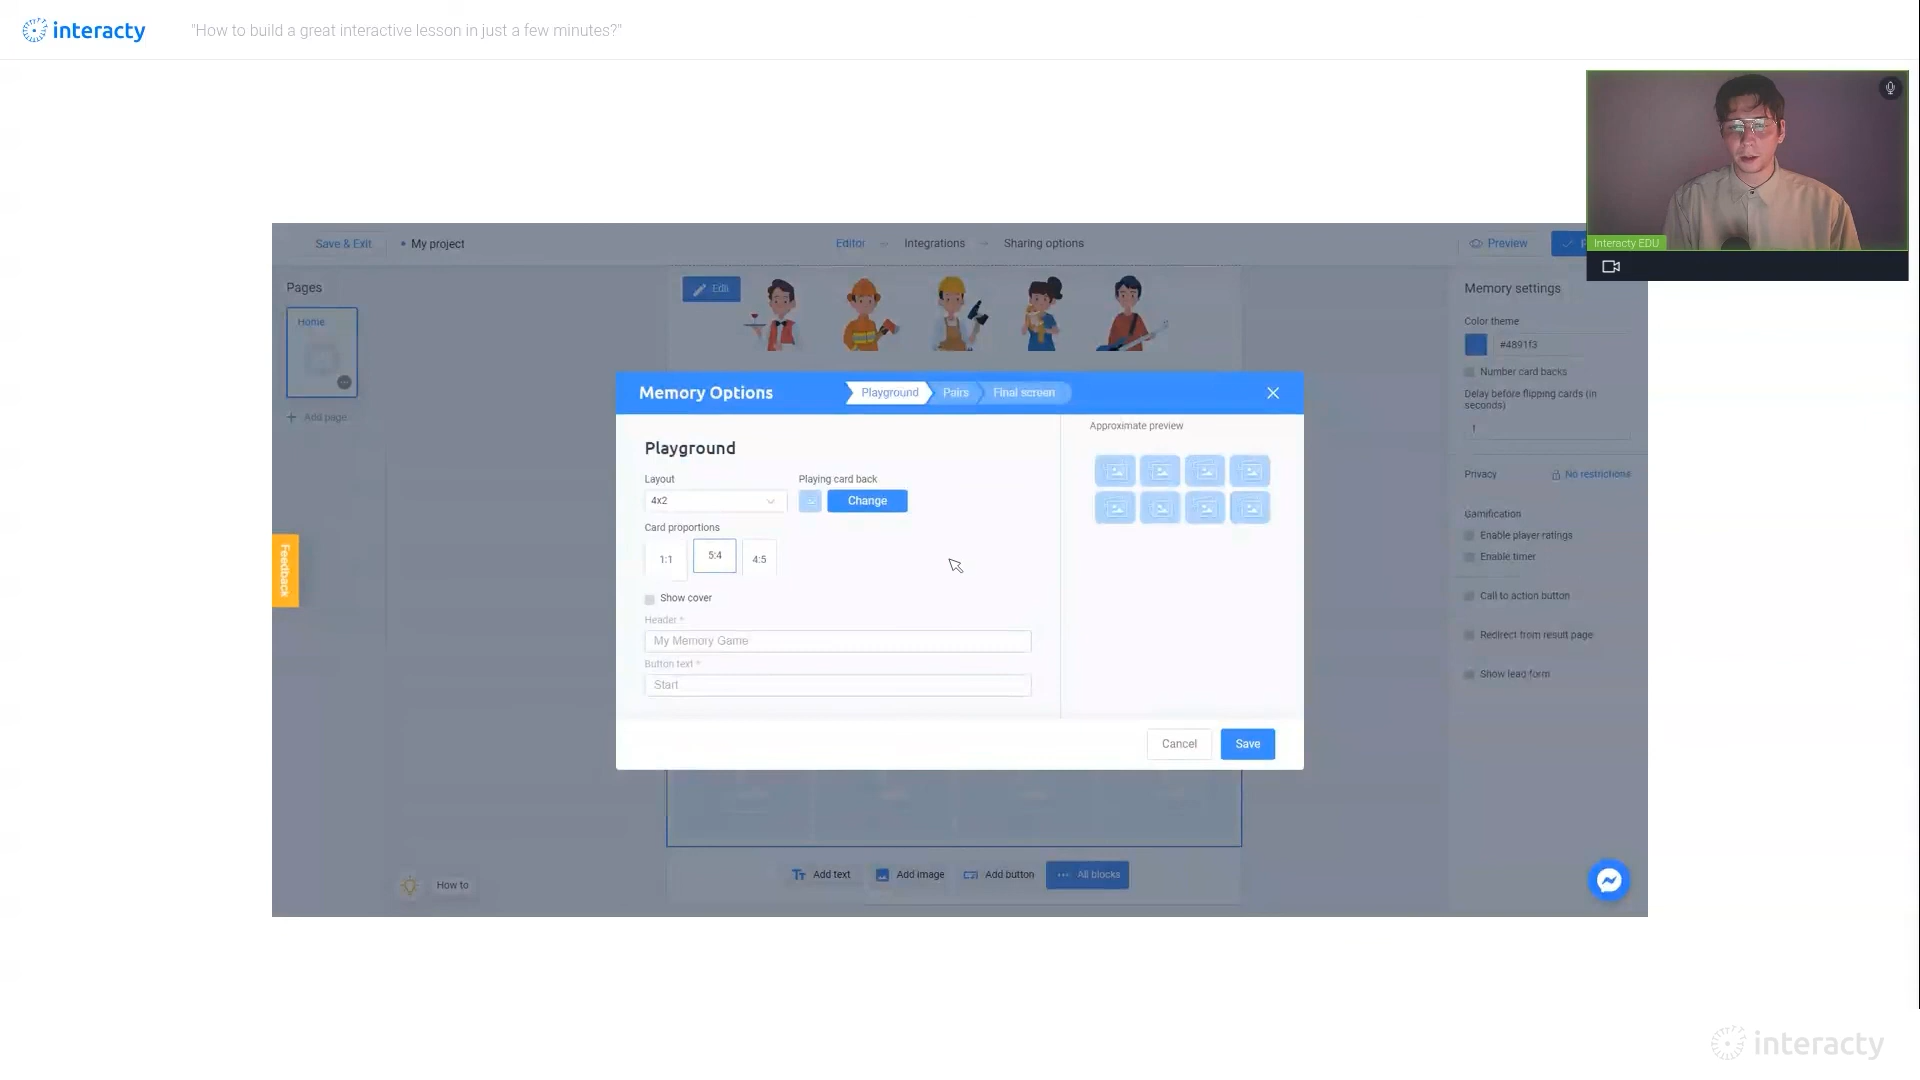 interacty
"How to build a great interactive lesson in just a few minutes?"
Interacty EDU
Save & Exit
My project
Editor
Integrations
Sharing options
Preview
Pages
Home
Add page
Edit
Memory settings
Color theme
#4891f3
Number card backs
Delay before flipping cards (in
seconds)
1
Privacy
No restrictions
Gamification
Enable player ratings
Enable timer
Call to action button
Redirect from result page
Show lead form
Feedback
Memory Options
Playground
Pairs
Final screen
Playground
Layout
4x2
Playing card back
Change
Card proportions
1:1
5:4
4:5
Show cover
Header *
My Memory Game
Button text *
Start
Approximate preview
Cancel
Save
How to
Add text
Add image
Add button
All blocks
interacty